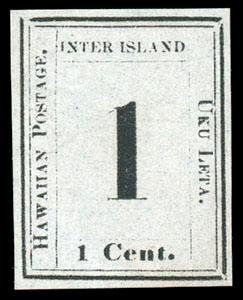 INTER ISLAND
HAWAIIAN POSTAGE.
1
UKU LETA.
1 Cent.